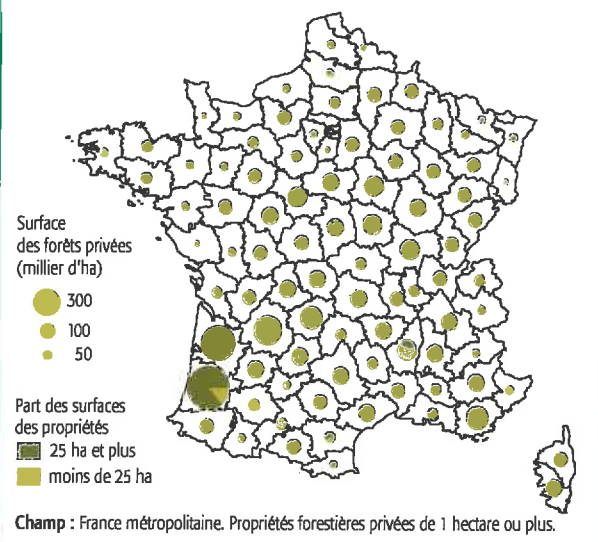 Surface
des forêts privées
(millier d'ha)
300
100
50
Part des surfaces
des propriétés
25 ha et plus
moins de 25 ha
Champ : France métropolitaine. Propriétés forestières privées de 1 hectare ou plus.